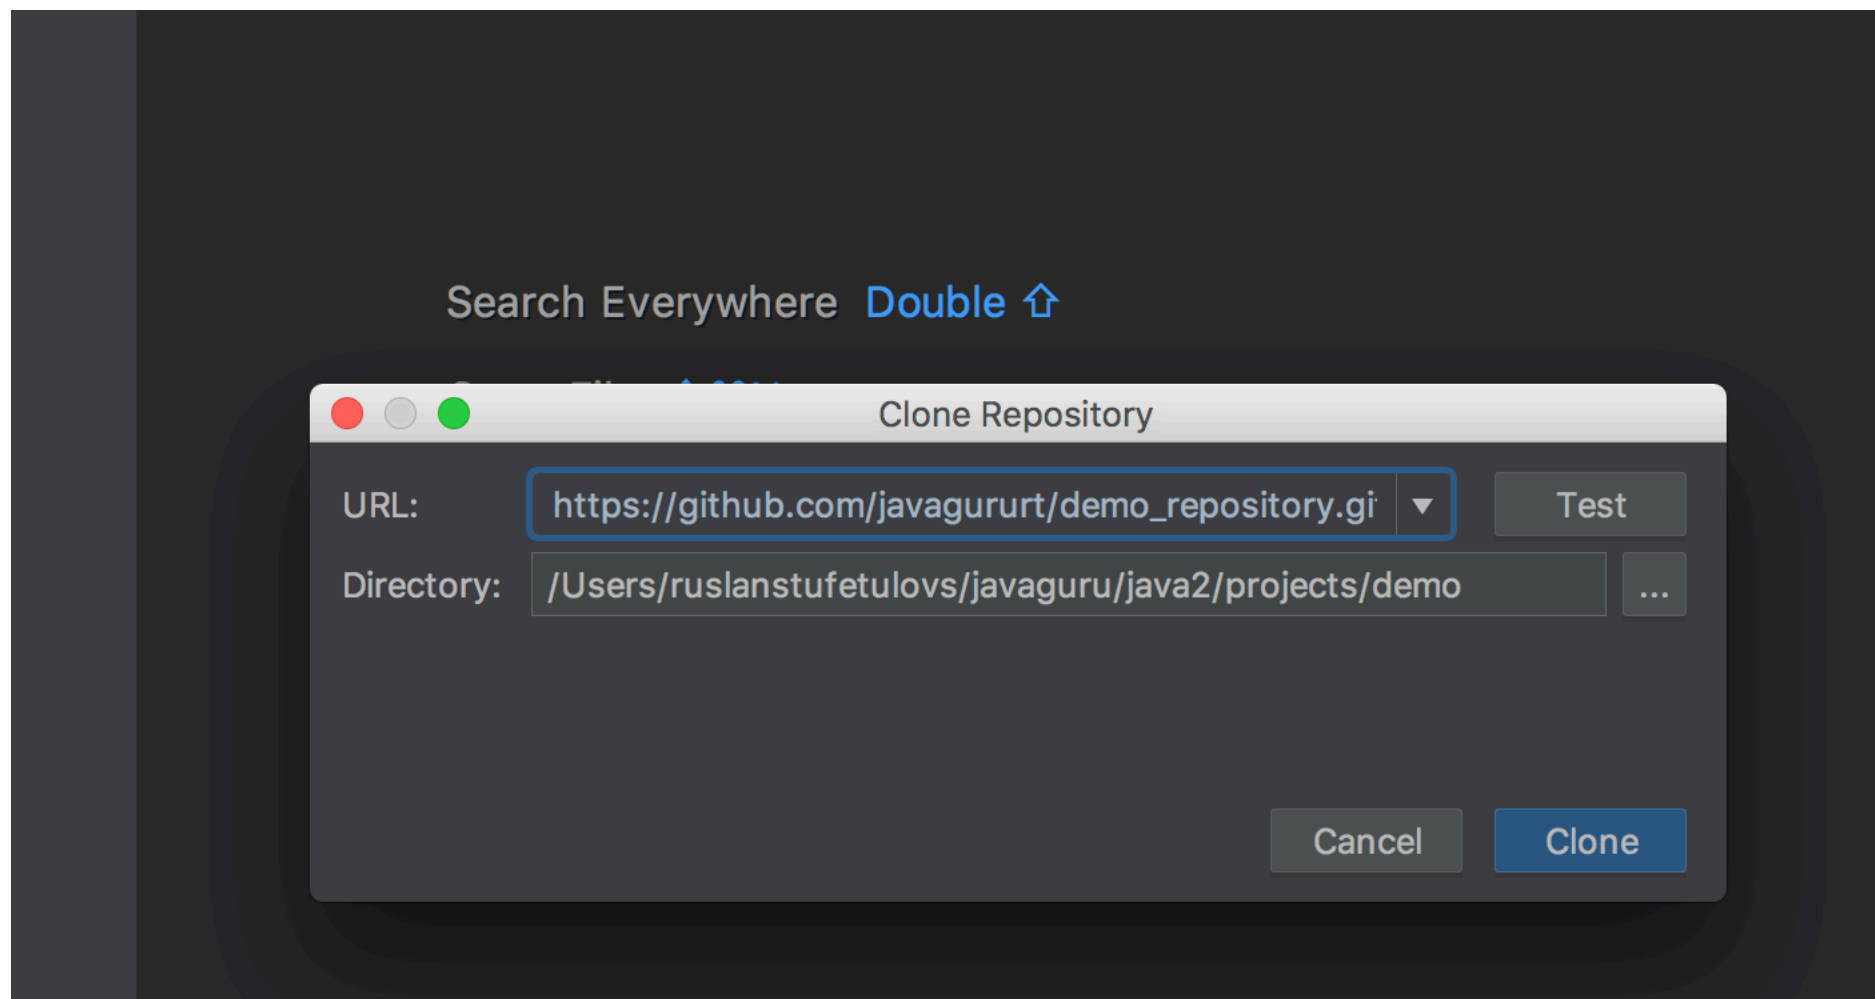 Search Everywhere Double ⇧
Clone Repository
URL: https://github.com/javagururt/demo_repository.git Test
Directory: /Users/ruslanstufetulovs/javaguru/java2/projects/demo ...
Cancel Clone